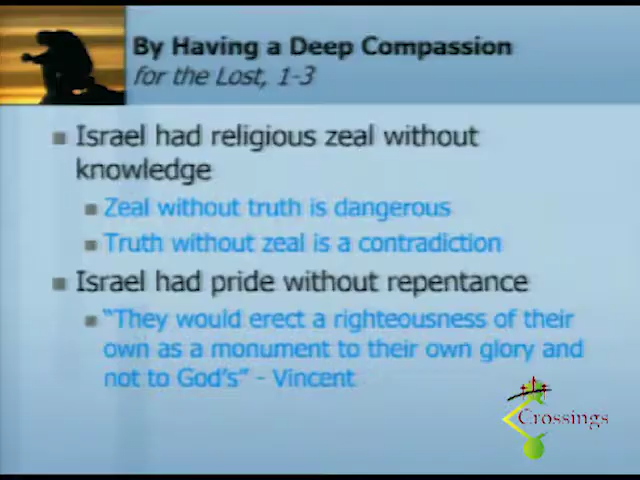 By Having a Deep Compassion
for the Lost, 1-3
Israel had religious zeal without
knowledge
Zeal without truth is dangerous
Truth without zeal is a contradiction
Israel had pride without repentance
"They would erect a righteousness of their
own as a monument to their own glory and
not to God's" - Vincent
Crossings